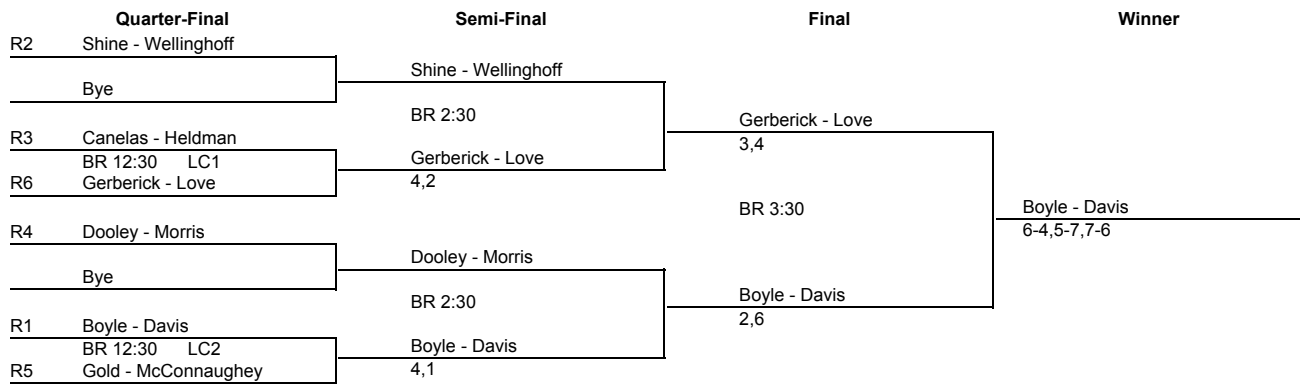 Quarter-Final Semi-Final Final Winner
R2 Shine - Wellinghoff
Shine - Wellinghoff
Bye
BR 2:30
Gerberick - Love
R3 Canelas - Heldman
3,4
BR 12:30 LC1
Gerberick - Love
R6 Gerberick - Love
4,2
BR 3:30
Boyle - Davis
6-4,5-7,7-6
R4 Dooley - Morris
Dooley - Morris
Bye
BR 2:30
Boyle - Davis
2,6
R1 Boyle - Davis
BR 12:30 LC2
Boyle - Davis
R5 Gold - McConnaughey
4,1